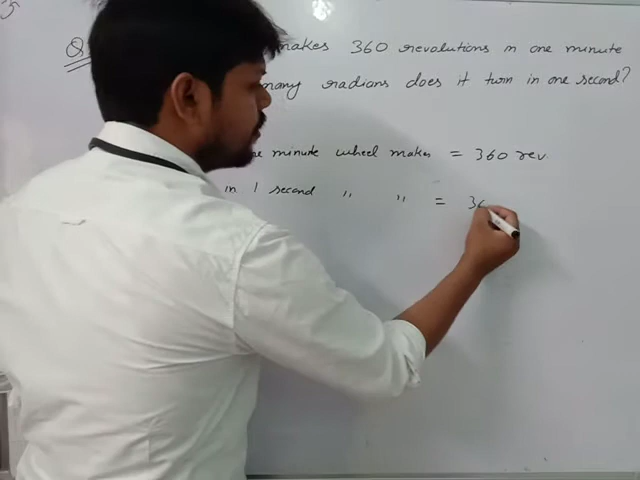 Q makes 360 revolutions in one minute
many radians does it turn in one second?
minute wheel makes = 360 rev.
in 1 second " " = 36